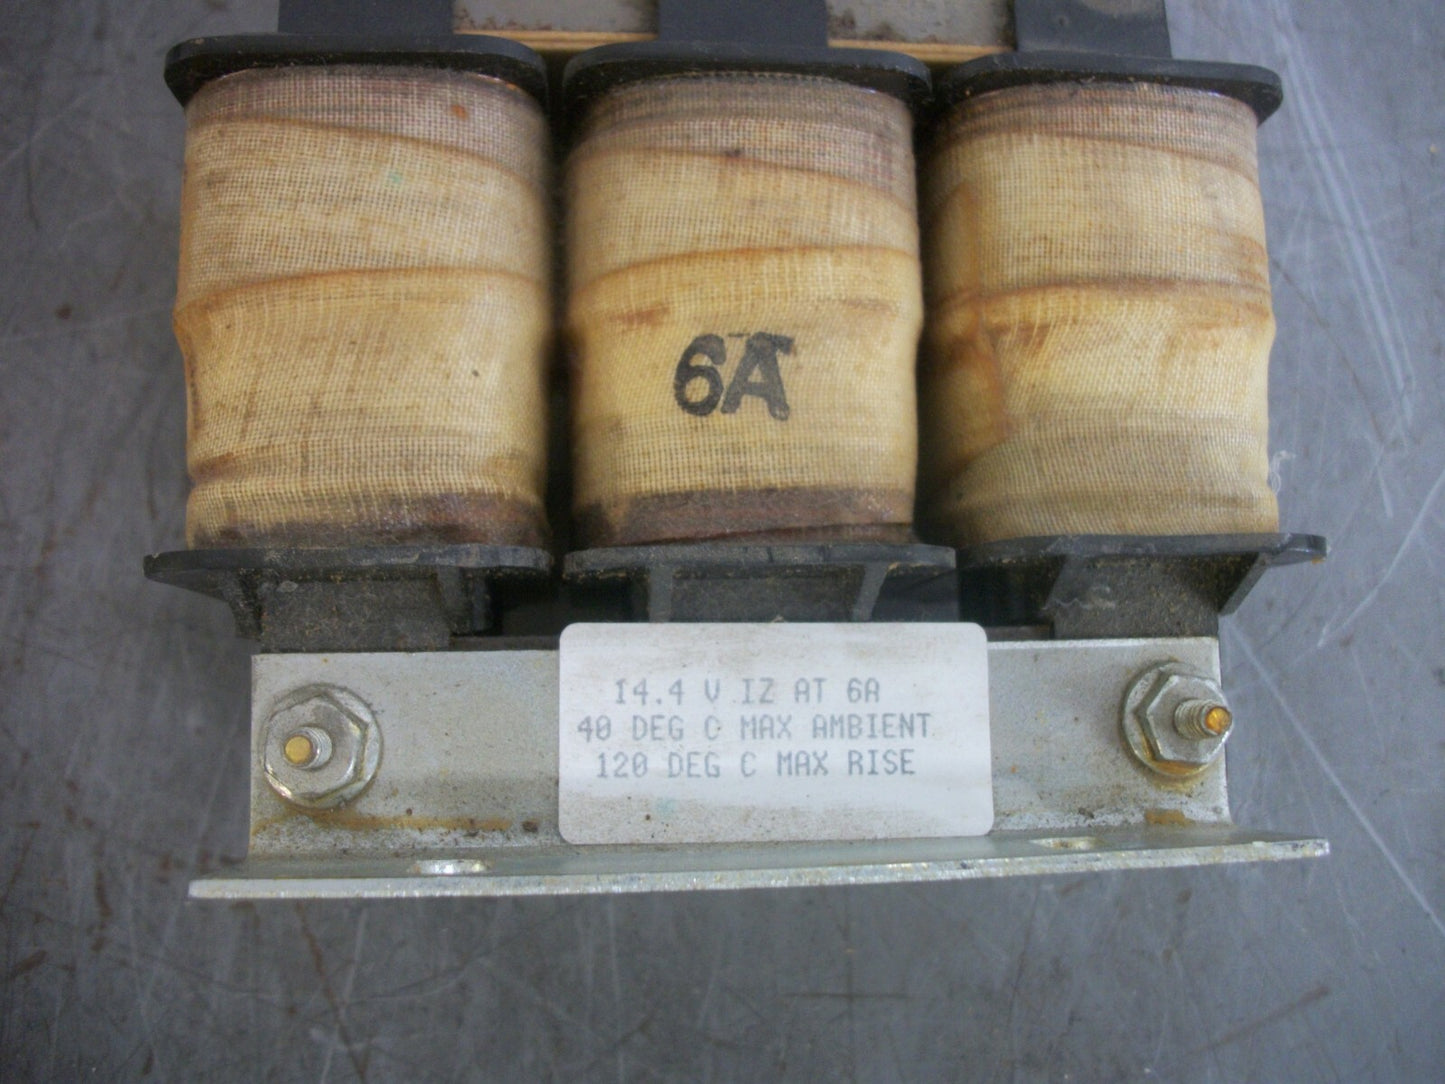 6A
14.4 V IZ AT 6A
40 DEG C MAX AMBIENT
120 DEG C MAX RISE